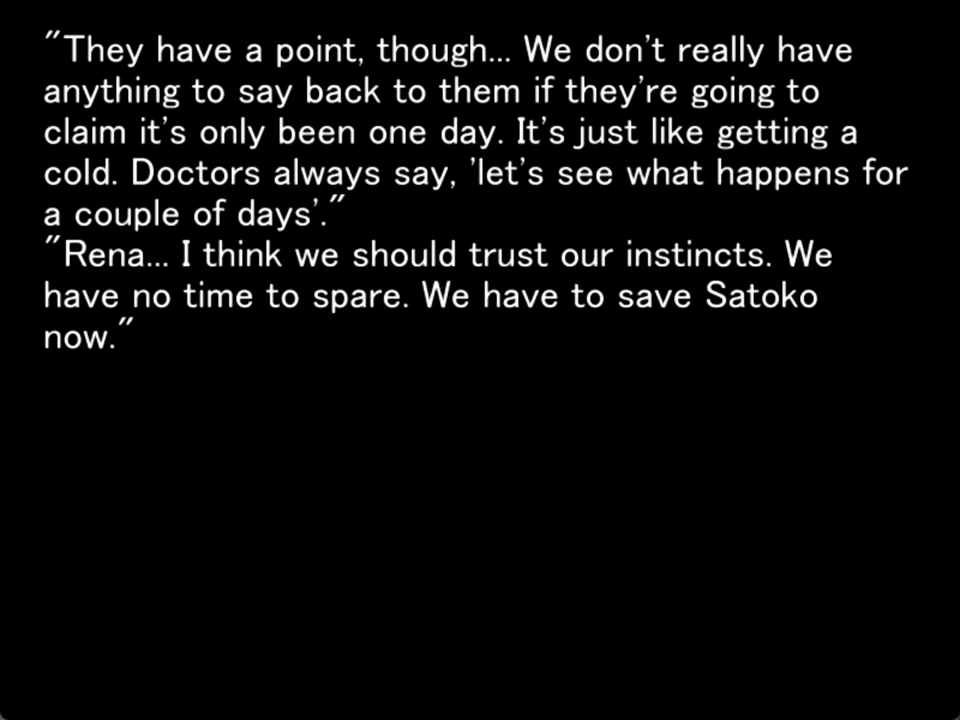 "They have a point, though... We don't really have
anything to say back to them if they're going to
claim it's only been one day. It's just like getting a
cold. Doctors always say, 'let's see what happens for
a couple of days'."
"Rena... I think we should trust our instincts. We
have no time to spare. We have to save Satoko
now."